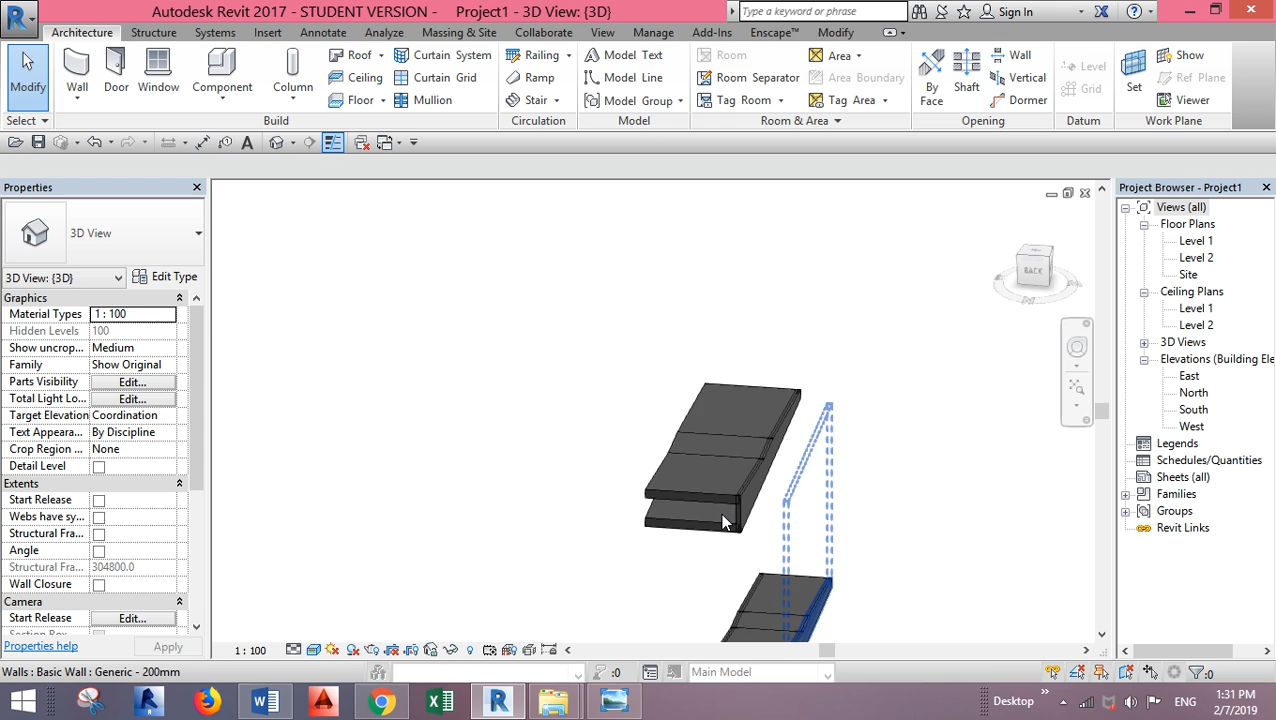 Autodesk Revit 2017 - STUDENT VERSION - Project1 - 3D View: {3D}
Type a keyword or phrase
Sign In
Architecture Structure Systems Insert Annotate Analyze Massing & Site Collaborate View Manage Add-Ins Enscape™ Modify
Modify
Select
Wall
Door
Window
Component
Column
Roof
Ceiling
Floor
Curtain System
Curtain Grid
Mullion
Build
Railing
Ramp
Stair
Circulation
Model Text
Model Line
Model Group
Model
Room
Room Separator
Tag Room
Area
Area Boundary
Tag Area
Room & Area
By
Face
Shaft
Wall
Vertical
Dormer
Opening
Level
Grid
Datum
Set
Show
Ref Plane
Viewer
Work Plane
Properties
3D View
3D View: {3D}
Edit Type
Graphics
Material Types 1 : 100
Hidden Levels 100
Show uncrop... Medium
Family Show Original
Parts Visibility Edit...
Total Light Lo... Edit...
Target Elevation Coordination
Text Appeara... By Discipline
Crop Region ... None
Detail Level
Extents
Start Release
Webs have sy...
Structural Fra...
Angle
Structural Fra... 304800.0
Wall Closure
Camera
Start Release Edit...
Properties help
Apply
BACK
Project Browser - Project1
Views (all)
Floor Plans
Level 1
Level 2
Site
Ceiling Plans
Level 1
Level 2
3D Views
Elevations (Building Ele
East
North
South
West
Legends
Schedules/Quantities
Sheets (all)
Families
Groups
Revit Links
1 : 100
Walls : Basic Wall : Generic - 200mm
:0
Main Model
:0
Desktop
ENG
1:31 PM
2/7/2019